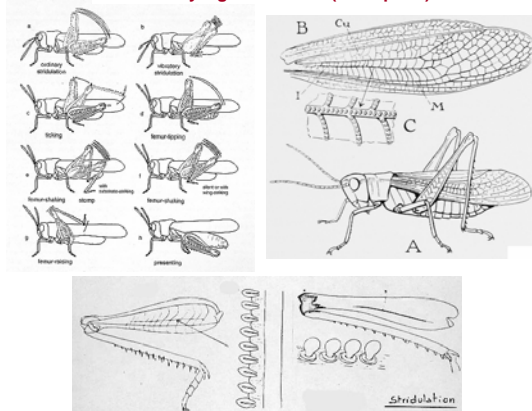 a
b
ordinary
stridulation
vibratory
stridulation
c
d
ticking
femur-tipping
e
f
femur-shaking
stomp
femur-shaking
g
h
femur-raising
presenting
B
Cu
I
M
C
A
Stridulation